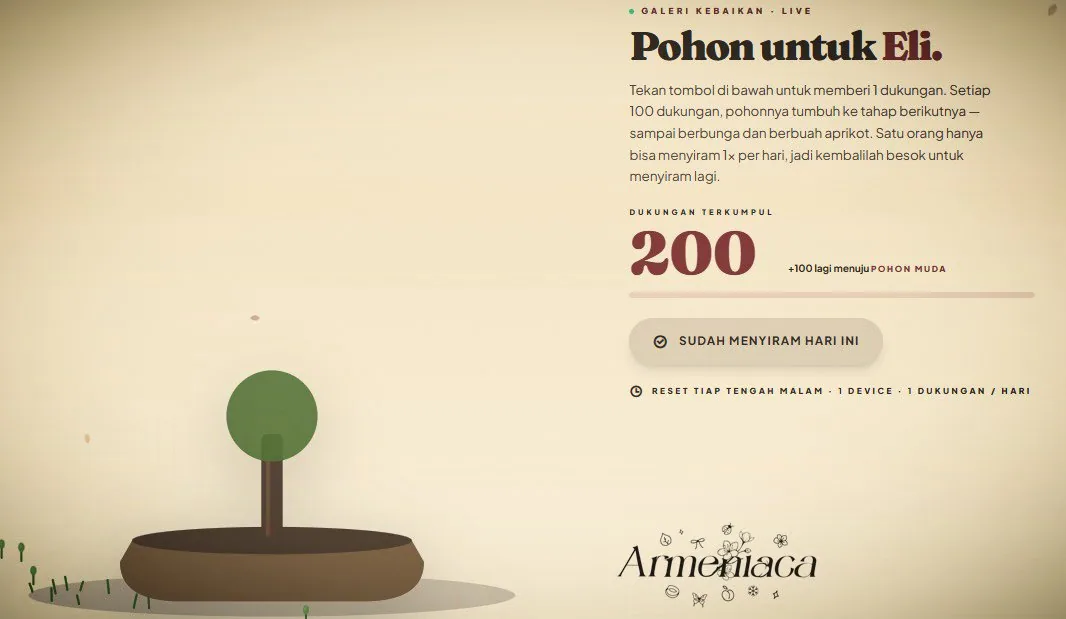 GALERI KEBAIKAN · LIVE
Pohon untuk Eli.
Tekan tombol di bawah untuk memberi 1 dukungan. Setiap
100 dukungan, pohonnya tumbuh ke tahap berikutnya —
sampai berbunga dan berbuah aprikot. Satu orang hanya
bisa menyiram 1× per hari, jadi kembalilah besok untuk
menyiram lagi.
DUKUNGAN TERKUMPUL
200
+100 lagi menuju POHON MUDA
SUDAH MENYIRAM HARI INI
RESET TIAP TENGAH MALAM · 1 DEVICE · 1 DUKUNGAN / HARI
Armeniaca